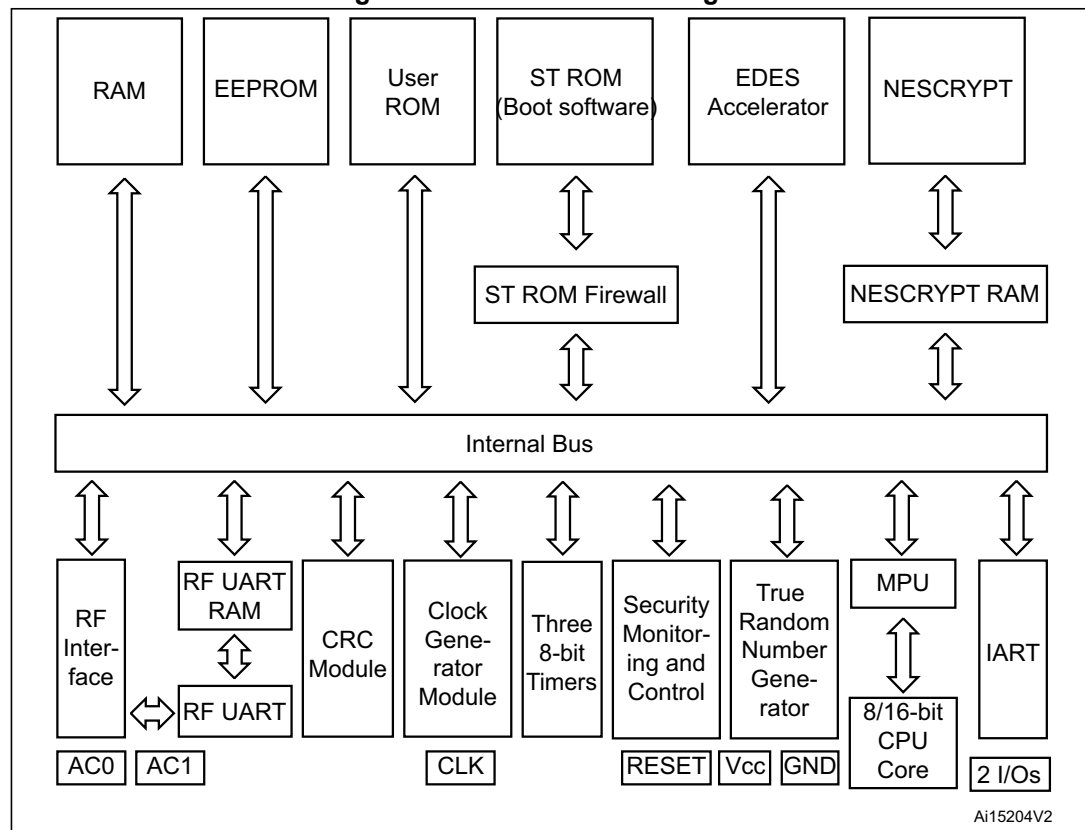 RAM
EEPROM
User
ROM
ST ROM
(Boot software)
EDES
Accelerator
NESCRYPT
ST ROM Firewall
NESCRYPT RAM
Internal Bus
RF
Inter-
face
RF UART
RAM
RF UART
CRC
Module
Clock
Gene-
rator
Module
Three
8-bit
Timers
Security
Monitor-
ing and
Control
True
Random
Number
Gene-
rator
MPU
8/16-bit
CPU
Core
IART
AC0
AC1
CLK
RESET
Vcc
GND
2 I/Os
Ai15204V2